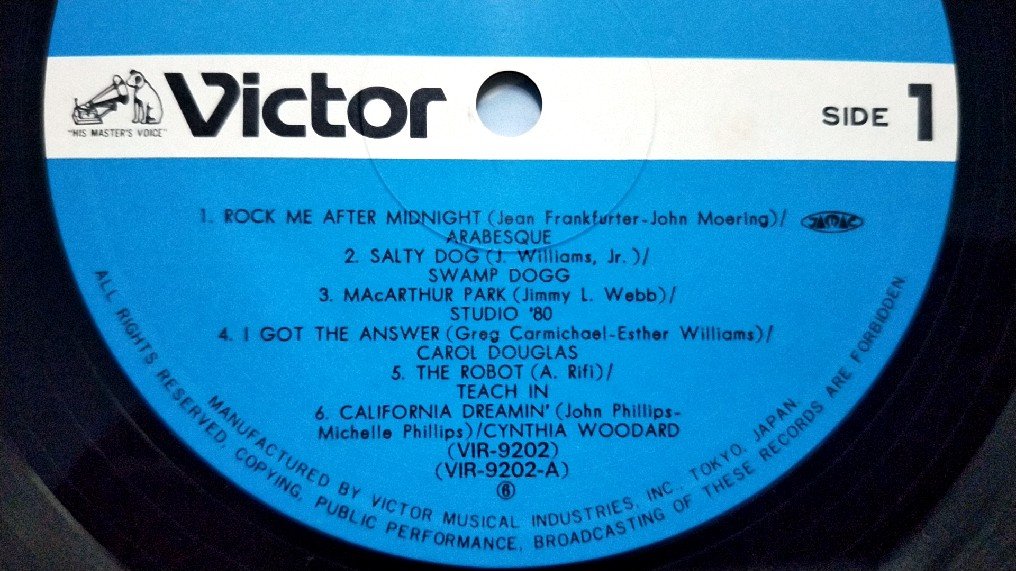 "HIS MASTER'S VOICE"
Victor
SIDE 1
1. ROCK ME AFTER MIDNIGHT (Jean Frankfurter-John Moering)/ JASRAC
ARABESQUE
2. SALTY DOG (J. Williams, Jr.)/
SWAMP DOGG
3. MAcARTHUR PARK (Jimmy L. Webb)/
STUDIO '80
4. I GOT THE ANSWER (Greg Carmichael-Esther Williams)/
CAROL DOUGLAS
5. THE ROBOT (A. Rifi)/
TEACH IN
6. CALIFORNIA DREAMIN' (John Phillips-
Michelle Phillips)/CYNTHIA WOODARD
(VIR-9202)
(VIR-9202-A)
⑥
MANUFACTURED BY VICTOR MUSICAL INDUSTRIES, INC., TOKYO, JAPAN.
ALL RIGHTS RESERVED, COPYING, PUBLIC PERFORMANCE, BROADCASTING OF THESE RECORDS ARE FORBIDDEN.